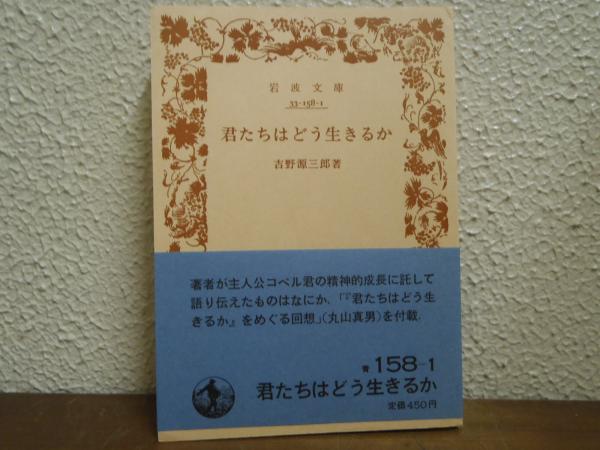 岩波文庫
33-158-1
君たちはどう生きるか
吉野源三郎著
著者が主人公コペル君の精神的成長に託して
語り伝えたものはなにか．「『君たちはどう生
きるか』をめぐる回想」(丸山真男)を付載．
青 158-1
君たちはどう生きるか
定価450円